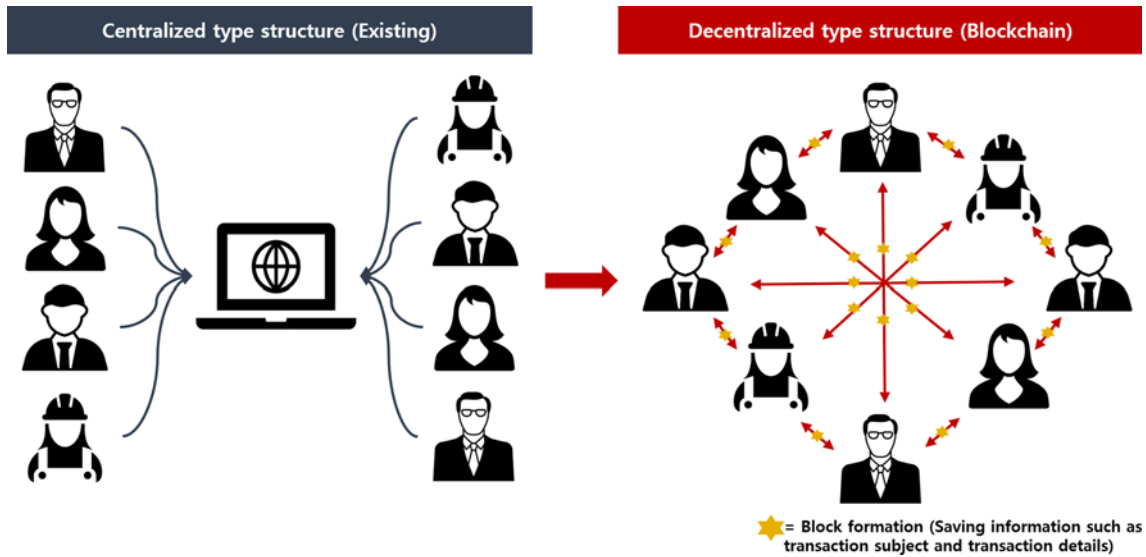 Centralized type structure (Existing)
Decentralized type structure (Blockchain)
= Block formation (Saving information such as
transaction subject and transaction details)